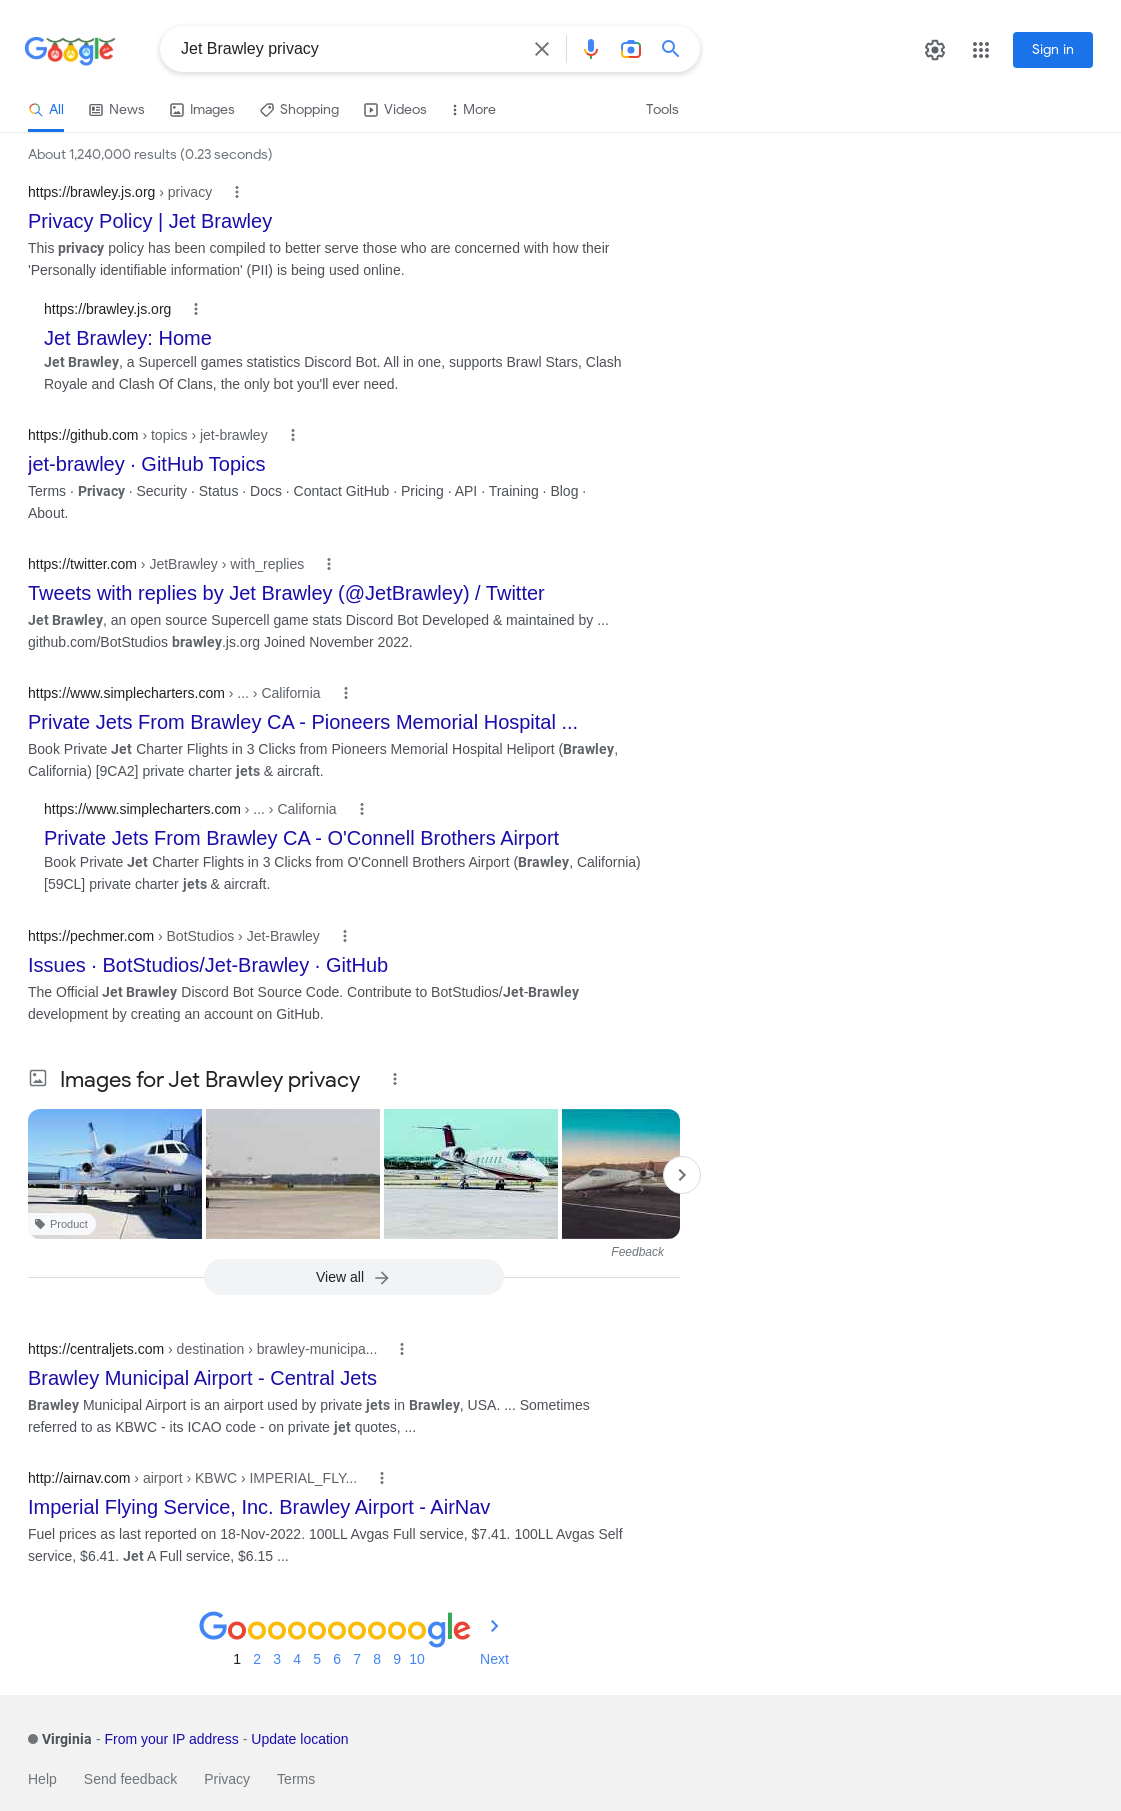 Google
Jet Brawley privacy
Sign in
All News Images Shopping Videos More Tools
About 1,240,000 results (0.23 seconds)
https://brawley.js.org › privacy
Privacy Policy | Jet Brawley
This privacy policy has been compiled to better serve those who are concerned with how their
'Personally identifiable information' (PII) is being used online.
https://brawley.js.org
Jet Brawley: Home
Jet Brawley, a Supercell games statistics Discord Bot. All in one, supports Brawl Stars, Clash
Royale and Clash Of Clans, the only bot you'll ever need.
https://github.com › topics › jet-brawley
jet-brawley · GitHub Topics
Terms · Privacy · Security · Status · Docs · Contact GitHub · Pricing · API · Training · Blog ·
About.
https://twitter.com › JetBrawley › with_replies
Tweets with replies by Jet Brawley (@JetBrawley) / Twitter
Jet Brawley, an open source Supercell game stats Discord Bot Developed & maintained by ...
github.com/BotStudios brawley.js.org Joined November 2022.
https://www.simplecharters.com › ... › California
Private Jets From Brawley CA - Pioneers Memorial Hospital ...
Book Private Jet Charter Flights in 3 Clicks from Pioneers Memorial Hospital Heliport (Brawley,
California) [9CA2] private charter jets & aircraft.
https://www.simplecharters.com › ... › California
Private Jets From Brawley CA - O'Connell Brothers Airport
Book Private Jet Charter Flights in 3 Clicks from O'Connell Brothers Airport (Brawley, California)
[59CL] private charter jets & aircraft.
https://pechmer.com › BotStudios › Jet-Brawley
Issues · BotStudios/Jet-Brawley · GitHub
The Official Jet Brawley Discord Bot Source Code. Contribute to BotStudios/Jet-Brawley
development by creating an account on GitHub.
Images for Jet Brawley privacy
Product
Feedback
View all
https://centraljets.com › destination › brawley-municipa...
Brawley Municipal Airport - Central Jets
Brawley Municipal Airport is an airport used by private jets in Brawley, USA. ... Sometimes
referred to as KBWC - its ICAO code - on private jet quotes, ...
http://airnav.com › airport › KBWC › IMPERIAL_FLY...
Imperial Flying Service, Inc. Brawley Airport - AirNav
Fuel prices as last reported on 18-Nov-2022. 100LL Avgas Full service, $7.41. 100LL Avgas Self
service, $6.41. Jet A Full service, $6.15 ...
Goooooooooogle
1 2 3 4 5 6 7 8 9 10 Next
Virginia - From your IP address - Update location
Help Send feedback Privacy Terms